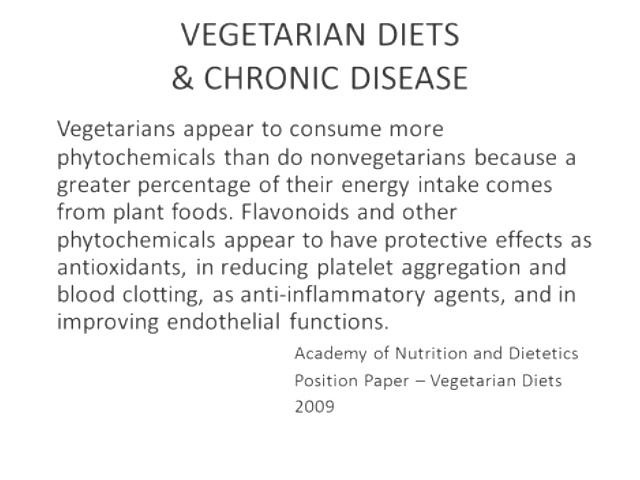 VEGETARIAN DIETS
& CHRONIC DISEASE
Vegetarians appear to consume more
phytochemicals than do nonvegetarians because a
greater percentage of their energy intake comes
from plant foods. Flavonoids and other
phytochemicals appear to have protective effects as
antioxidants, in reducing platelet aggregation and
blood clotting, as anti-inflammatory agents, and in
improving endothelial functions.
Academy of Nutrition and Dietetics
Position Paper – Vegetarian Diets
2009